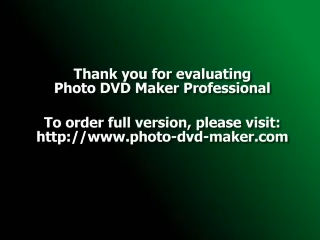 Thank you for evaluating
Photo DVD Maker Professional
To order full version, please visit:
http://www.photo-dvd-maker.com